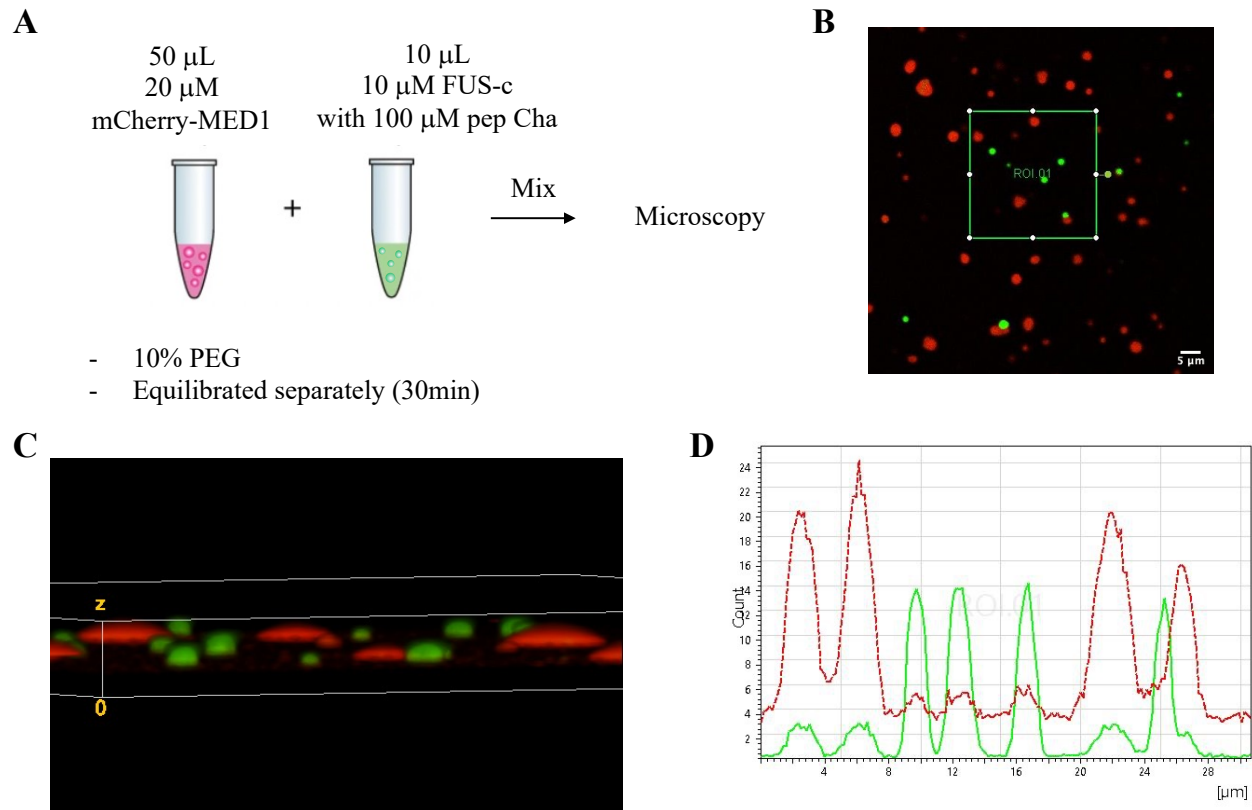 A
50 μL
20 μM
mCherry-MED1
+
10 μL
10 μM FUS-c
with 100 μM pep Cha
Mix
Microscopy
- 10% PEG
- Equilibrated separately (30min)
B
ROI.01
5 μm
C
z
0
D
24
22
20
18
16
14
12
10
8
6
4
2
Count
ROI.01
4 8 12 16 20 24 28
[μm]